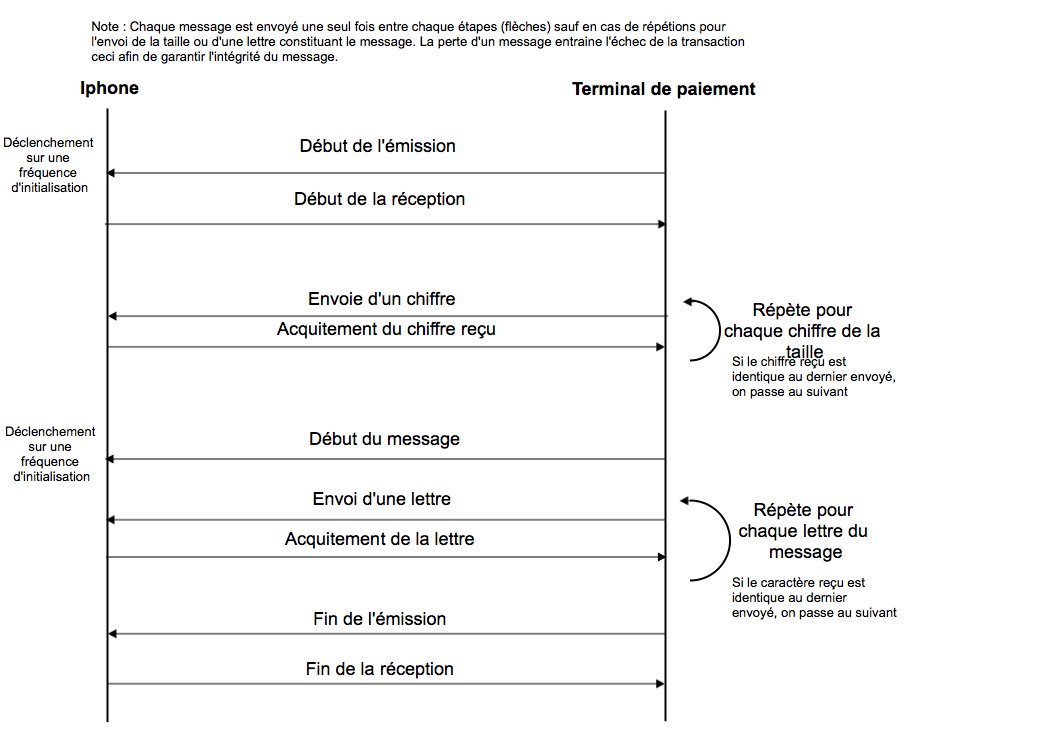 Note : Chaque message est envoyé une seul fois entre chaque étapes (flèches) sauf en cas de répétions pour
l'envoi de la taille ou d'une lettre constituant le message. La perte d'un message entraine l'échec de la transaction
ceci afin de garantir l'intégrité du message.
Iphone
Terminal de paiement
Déclenchement
sur une
fréquence
d'initialisation
Début de l'émission
Début de la réception
Envoie d'un chiffre
Acquitement du chiffre reçu
Répète pour
chaque chiffre de la
taille
Si le chiffre reçu est
identique au dernier envoyé,
on passe au suivant
Déclenchement
sur une
fréquence
d'initialisation
Début du message
Envoi d'une lettre
Acquitement de la lettre
Répète pour
chaque lettre du
message
Si le caractère reçu est
identique au dernier
envoyé, on passe au suivant
Fin de l'émission
Fin de la réception